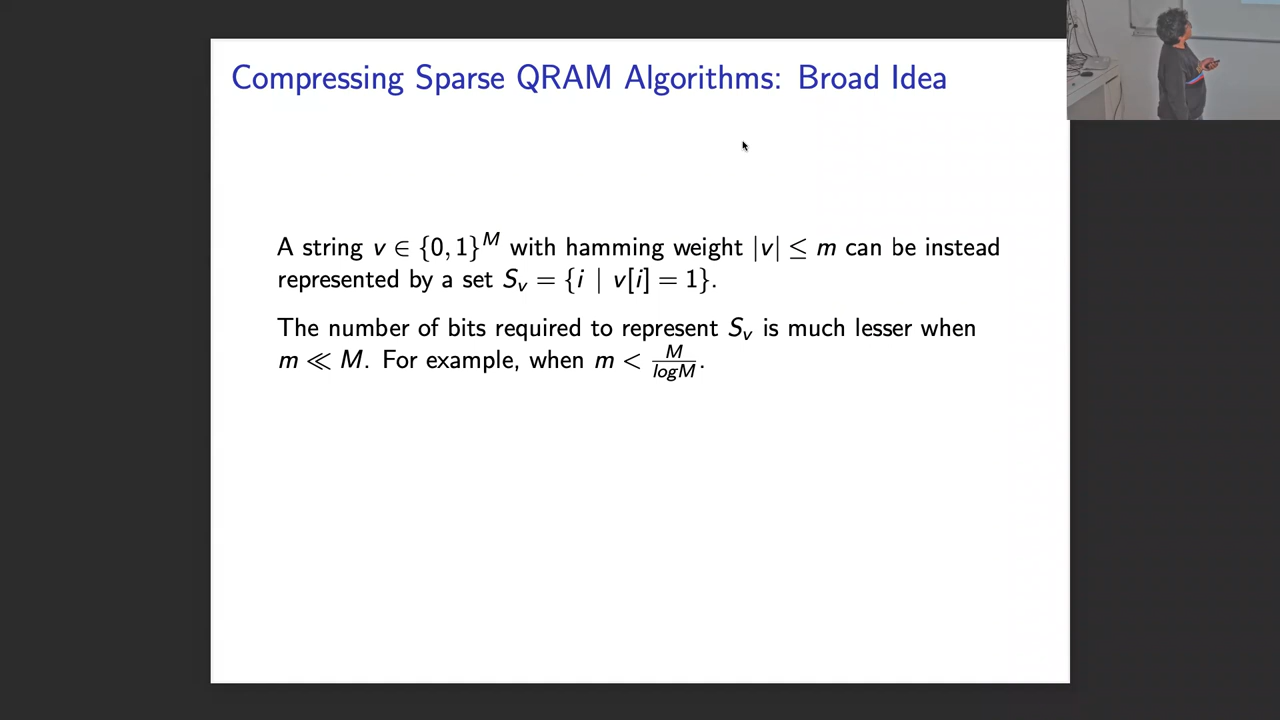 Compressing Sparse QRAM Algorithms: Broad Idea
A string v ∈ {0, 1}^M with hamming weight |v| ≤ m can be instead
represented by a set S_v = {i | v[i] = 1}.
The number of bits required to represent S_v is much lesser when
m ≪ M. For example, when m < M/logM.